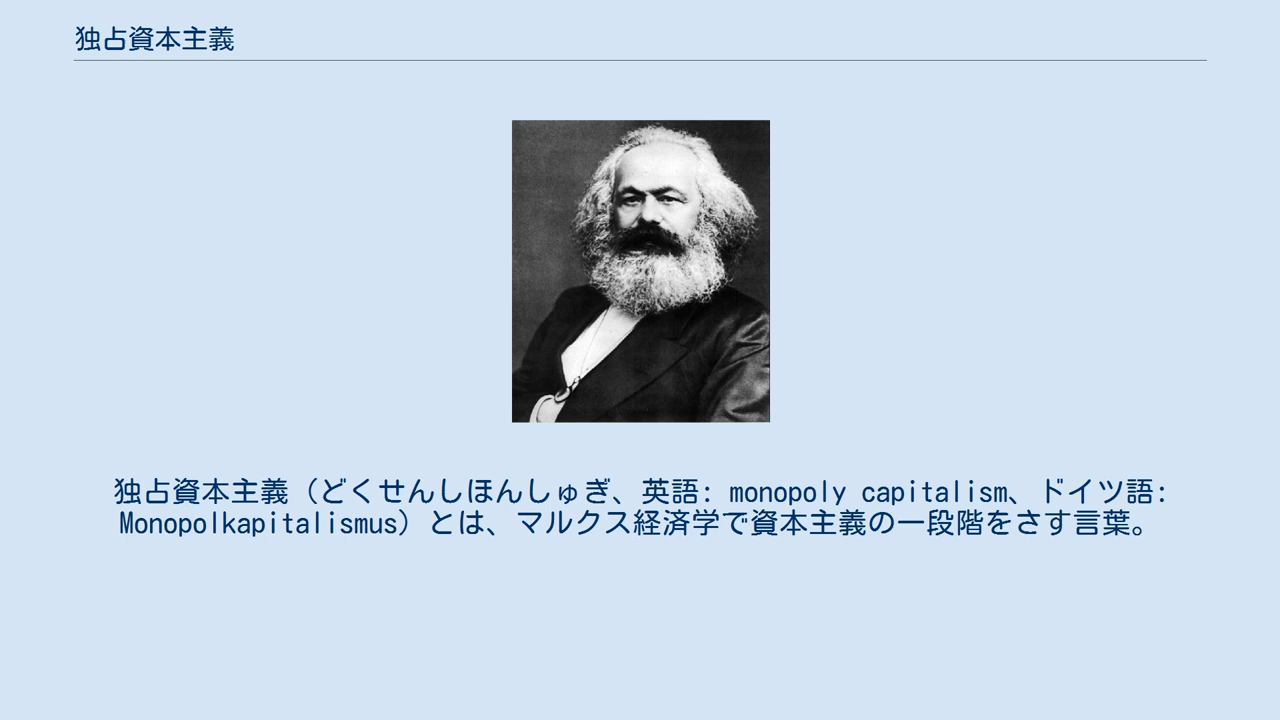 独占資本主義
独占資本主義（どくせんしほんしゅぎ、英語: monopoly capitalism、ドイツ語:
Monopolkapitalismus）とは、マルクス経済学で資本主義の一段階をさす言葉。